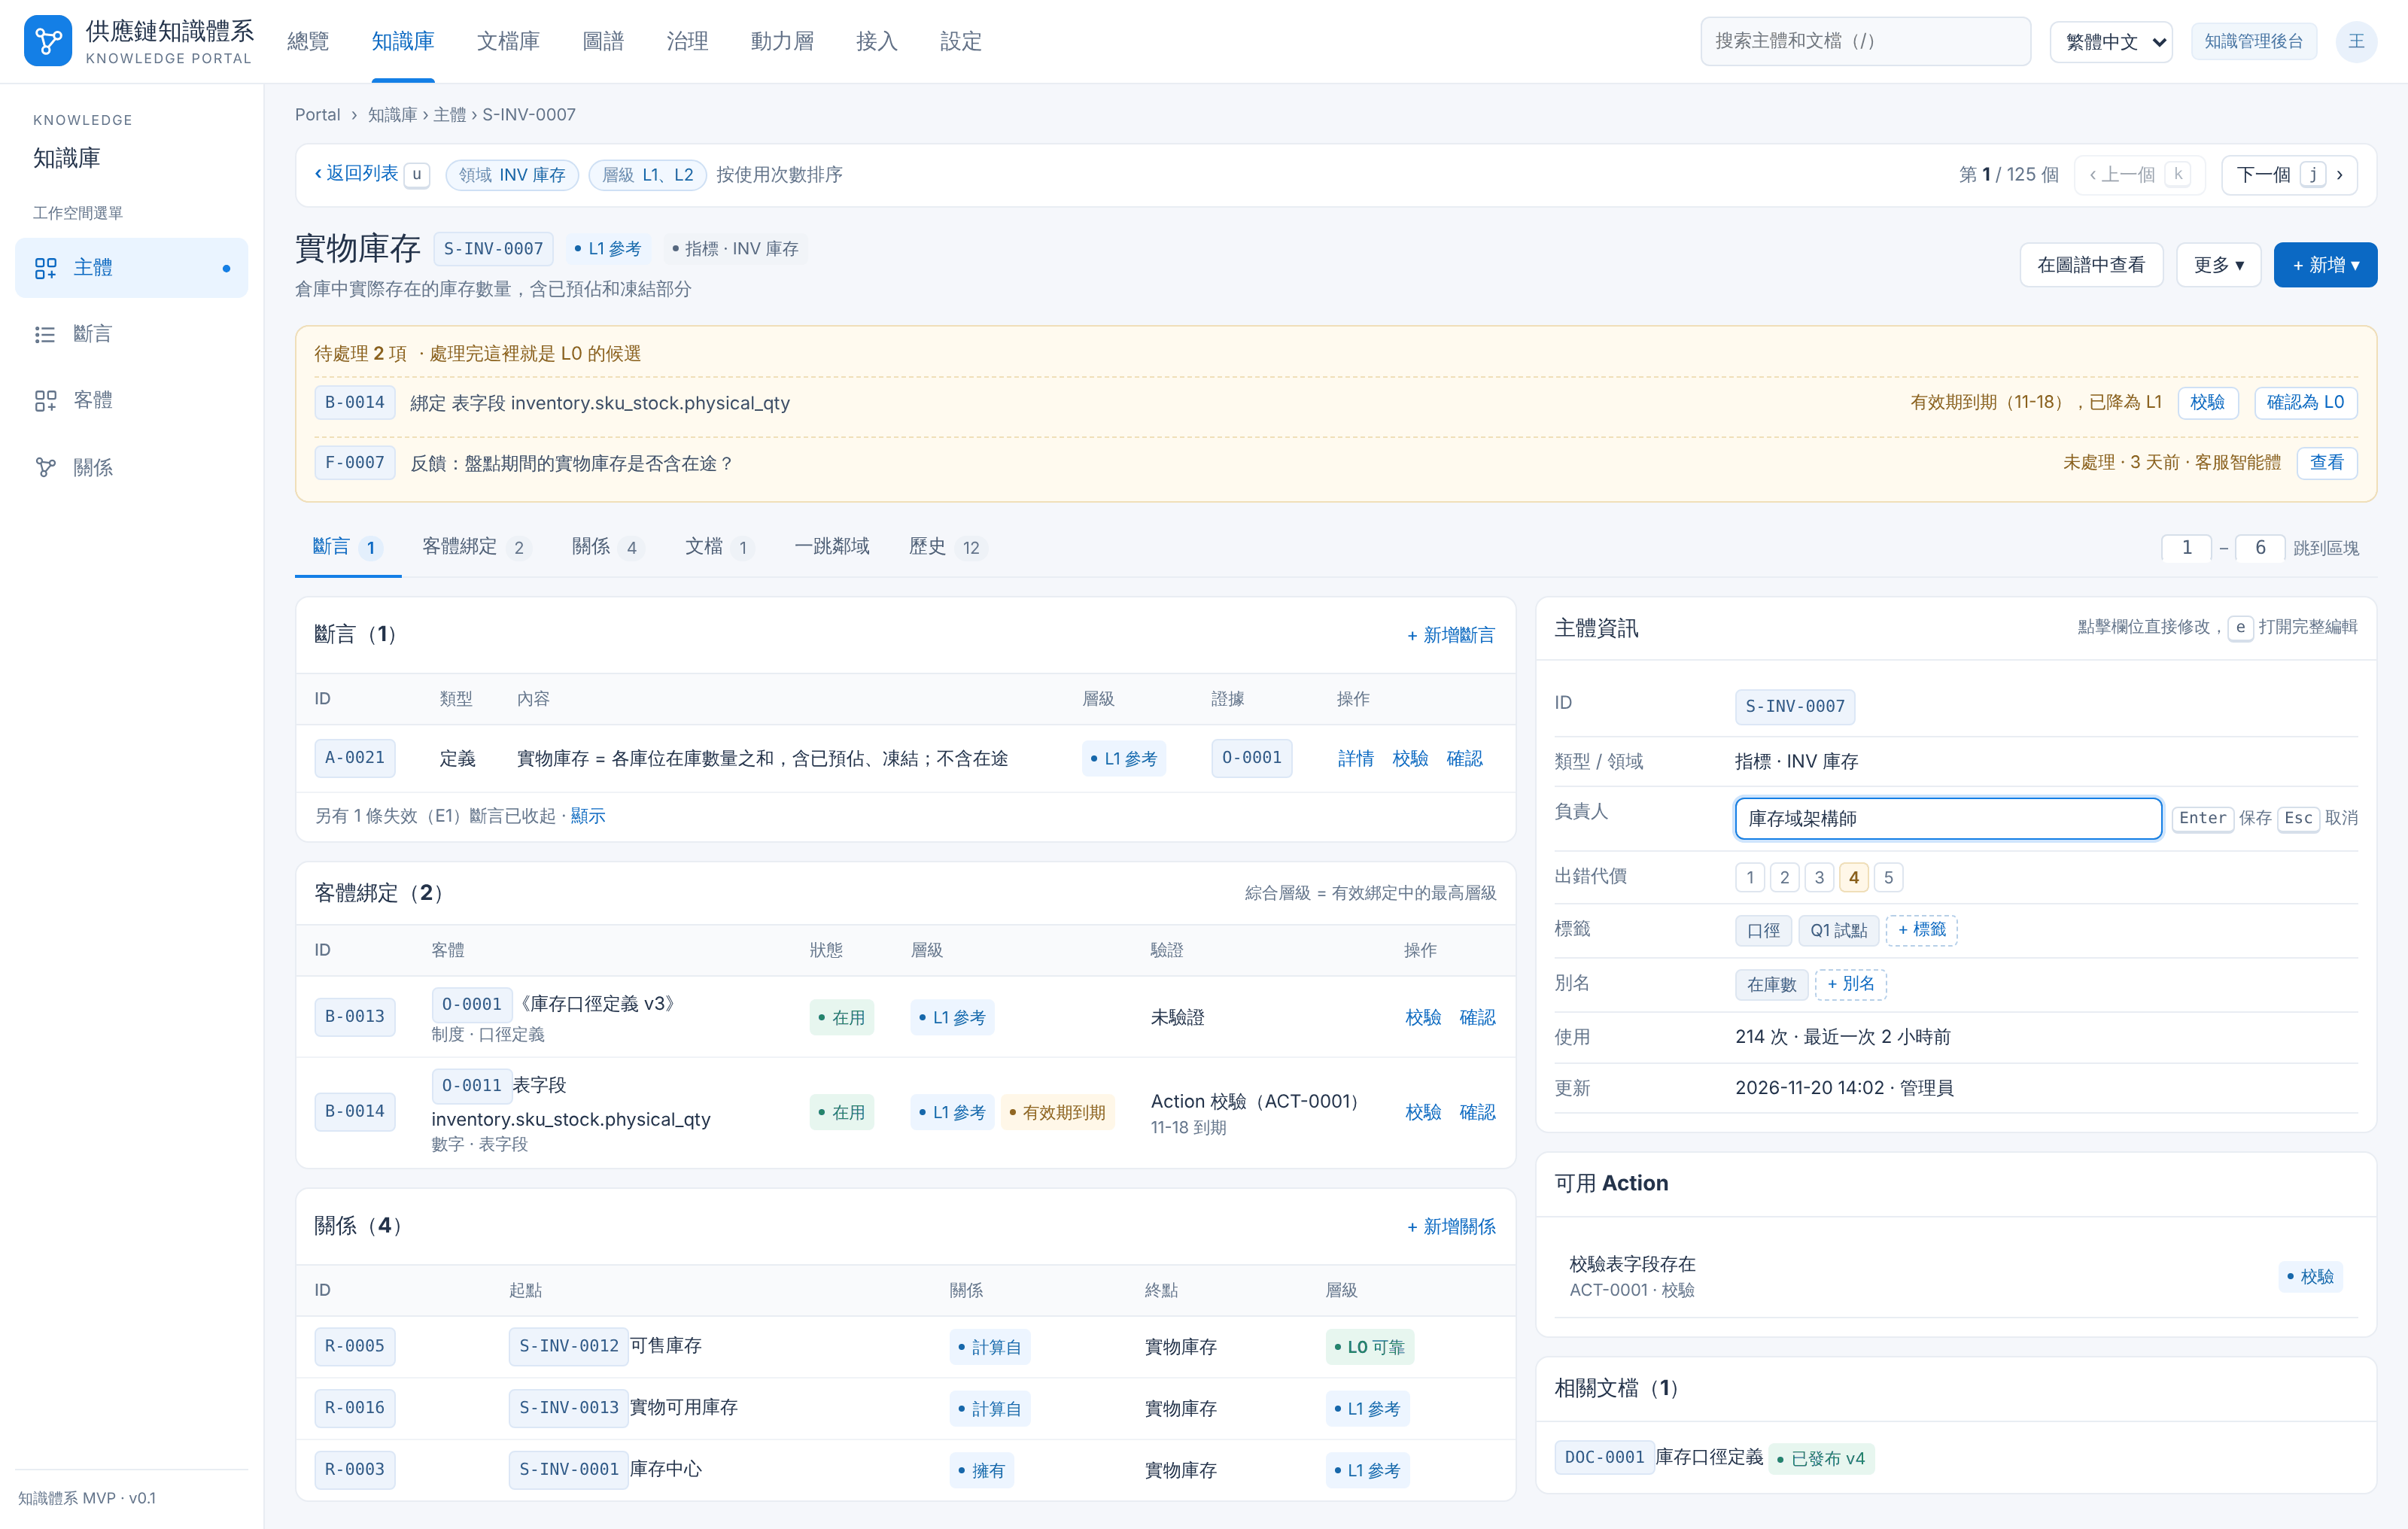 供應鏈知識體系
KNOWLEDGE PORTAL
總覽 知識庫 文檔庫 圖譜 治理 動力層 接入 設定
搜索主體和文檔（/）
繁體中文
知識管理後台
王
KNOWLEDGE
知識庫
工作空間選單
主體
斷言
客體
關係
知識體系 MVP · v0.1
Portal › 知識庫 › 主體 › S-INV-0007
‹ 返回列表 u 領域 INV 庫存 層級 L1、L2 按使用次數排序
第 1 / 125 個 ‹ 上一個 k 下一個 j ›
實物庫存 S-INV-0007 • L1 參考 • 指標 · INV 庫存
倉庫中實際存在的庫存數量，含已預佔和凍結部分
在圖譜中查看 更多 ▾ + 新增 ▾
待處理 2 項 · 處理完這裡就是 L0 的候選
B-0014 綁定 表字段 inventory.sku_stock.physical_qty 有效期到期（11-18），已降為 L1 校驗 確認為 L0
F-0007 反饋：盤點期間的實物庫存是否含在途？ 未處理 · 3 天前 · 客服智能體 查看
斷言 1 客體綁定 2 關係 4 文檔 1 一跳鄰域 歷史 12
1 – 6 跳到區塊
斷言（1）
+ 新增斷言
ID 類型 內容 層級 證據 操作
A-0021 定義 實物庫存 = 各庫位在庫數量之和，含已預佔、凍結；不含在途 • L1 參考 O-0001 詳情 校驗 確認
另有 1 條失效（E1）斷言已收起 · 顯示
客體綁定（2）
綜合層級 = 有效綁定中的最高層級
ID 客體 狀態 層級 驗證 操作
B-0013 O-0001 《庫存口徑定義 v3》 • 在用 • L1 參考 未驗證 校驗 確認
制度 · 口徑定義
B-0014 O-0011 表字段 • 在用 • L1 參考 • 有效期到期 Action 校驗（ACT-0001） 校驗 確認
inventory.sku_stock.physical_qty 11-18 到期
數字 · 表字段
關係（4）
+ 新增關係
ID 起點 關係 終點 層級
R-0005 S-INV-0012 可售庫存 • 計算自 實物庫存 • L0 可靠
R-0016 S-INV-0013 實物可用庫存 • 計算自 實物庫存 • L1 參考
R-0003 S-INV-0001 庫存中心 • 擁有 實物庫存 • L1 參考
主體資訊
點擊欄位直接修改，e 打開完整編輯
ID S-INV-0007
類型 / 領域 指標 · INV 庫存
負責人 庫存域架構師 Enter 保存 Esc 取消
出錯代價 1 2 3 4 5
標籤 口徑 Q1 試點 + 標籤
別名 在庫數 + 別名
使用 214 次 · 最近一次 2 小時前
更新 2026-11-20 14:02 · 管理員
可用 Action
校驗表字段存在
ACT-0001 · 校驗
• 校驗
相關文檔（1）
DOC-0001 庫存口徑定義 • 已發布 v4